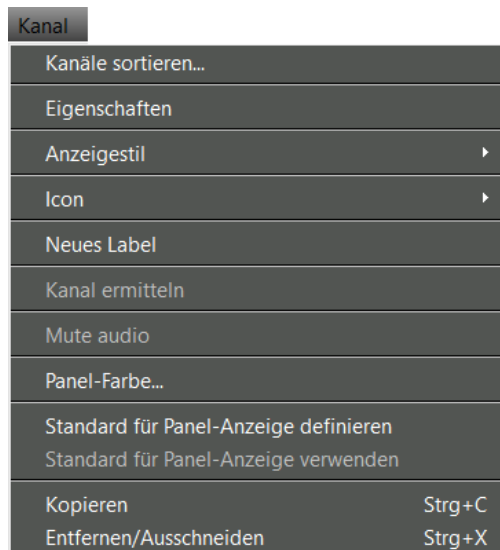 Kanal
Kanäle sortieren...
Eigenschaften
Anzeigestil
Icon
Neues Label
Kanal ermitteln
Mute audio
Panel-Farbe...
Standard für Panel-Anzeige definieren
Standard für Panel-Anzeige verwenden
Kopieren Strg+C
Entfernen/Ausschneiden Strg+X